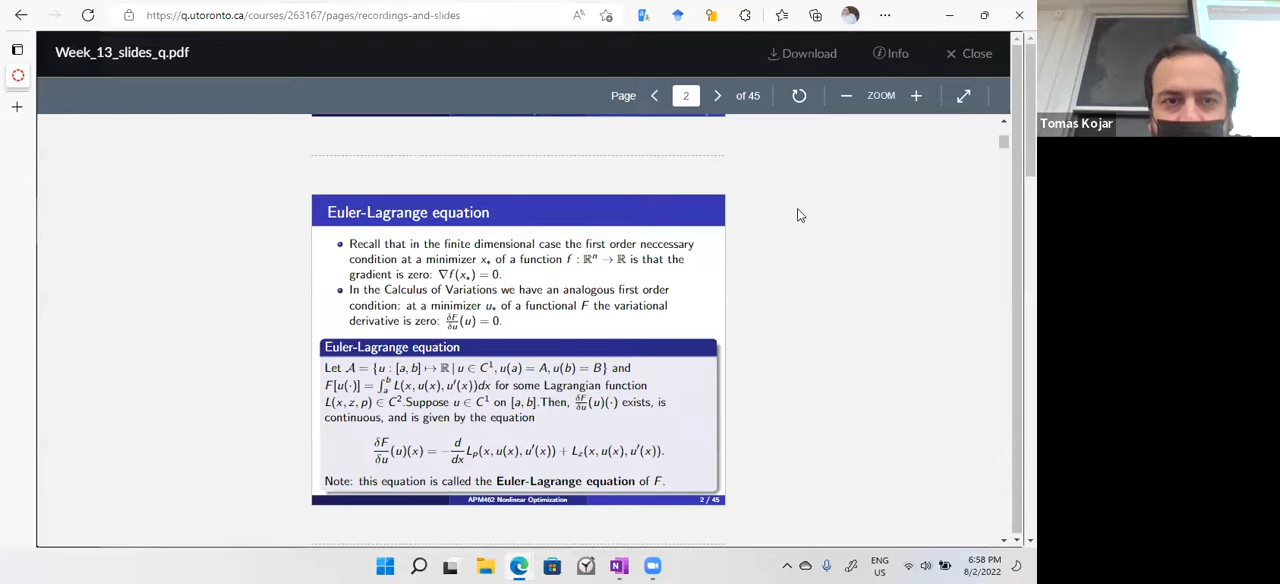 https://q.utoronto.ca/courses/263167/pages/recordings-and-slides
Week_13_slides_q.pdf
Download
Info
Close
Page
2
of 45
ZOOM
Tomas Kojar
Euler-Lagrange equation
Recall that in the finite dimensional case the first order neccessary
condition at a minimizer x∗ of a function f : ℝⁿ → ℝ is that the
gradient is zero: ∇f(x∗) = 0.
In the Calculus of Variations we have an analogous first order
condition: at a minimizer u∗ of a functional F the variational
derivative is zero: δF/δu (u) = 0.
Euler-Lagrange equation
Let 𝒜 = {u : [a, b] ↦ ℝ | u ∈ C¹, u(a) = A, u(b) = B} and
F[u(·)] = ∫ₐᵇ L(x, u(x), u′(x))dx for some Lagrangian function
L(x, z, p) ∈ C².Suppose u ∈ C¹ on [a, b].Then, δF/δu (u)(·) exists, is
continuous, and is given by the equation
δF/δu (u)(x) = − d/dx Lₚ(x, u(x), u′(x)) + L_z(x, u(x), u′(x)).
Note: this equation is called the Euler-Lagrange equation of F.
APM462 Nonlinear Optimization
2 / 45
ENG
US
6:58 PM
8/2/2022